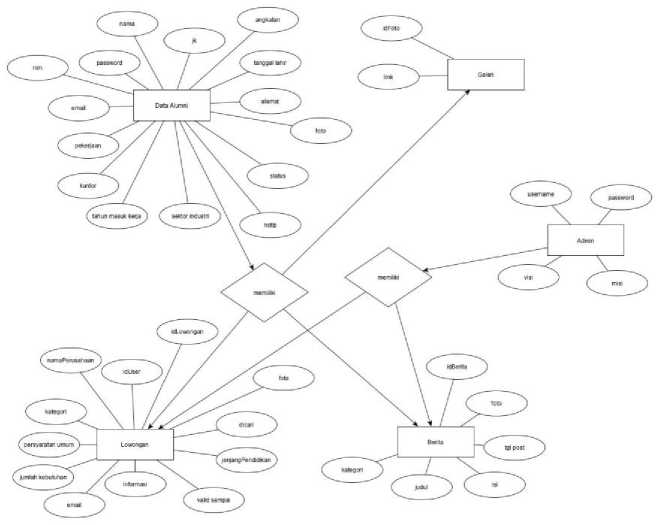 nama
angkatan
jk
idFoto
password
tanggal lahir
Galeri
nim
link
Data Alumni
email
alamat
foto
pekerjaan
status
kantor
username
password
tahun masuk kerja
sektor industri
Admin
visi
misi
memiliki
memiliki
idLowongan
namaPerusahaan
idUser
idBerita
foto
kategori
foto
dicari
persyaratan umum
Lowongan
Berita
tgl post
jenjangPendidikan
kategori
jumlah kebutuhan
informasi
judul
isi
email
valid sampai